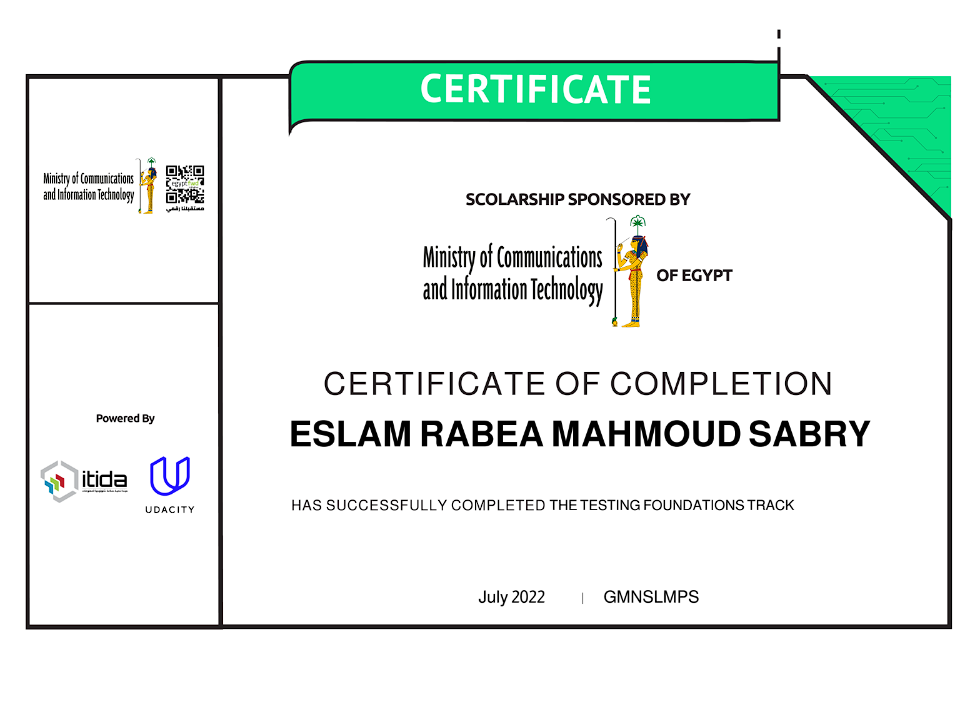 CERTIFICATE
Ministry of Communications
and Information Technology
egypt
مستقبلنا رقمي
SCOLARSHIP SPONSORED BY
Ministry of Communications
and Information Technology
OF EGYPT
CERTIFICATE OF COMPLETION
ESLAM RABEA MAHMOUD SABRY
Powered By
itida
UDACITY
HAS SUCCESSFULLY COMPLETED THE TESTING FOUNDATIONS TRACK
July 2022 | GMNSLMPS